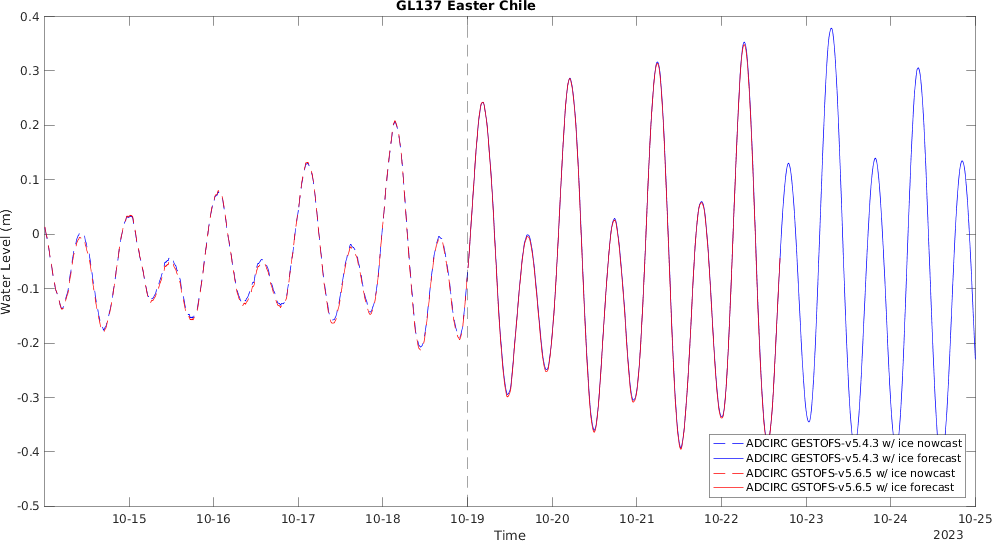 GL137 Easter Chile
0.4
0.3
0.2
0.1
0
-0.1
-0.2
-0.3
-0.4
-0.5
Water Level (m)
ADCIRC GESTOFS-v5.4.3 w/ ice nowcast
ADCIRC GESTOFS-v5.4.3 w/ ice forecast
ADCIRC GSTOFS-v5.6.5 w/ ice nowcast
ADCIRC GSTOFS-v5.6.5 w/ ice forecast
10-15 10-16 10-17 10-18 10-19 10-20 10-21 10-22 10-23 10-24 10-25
Time
2023